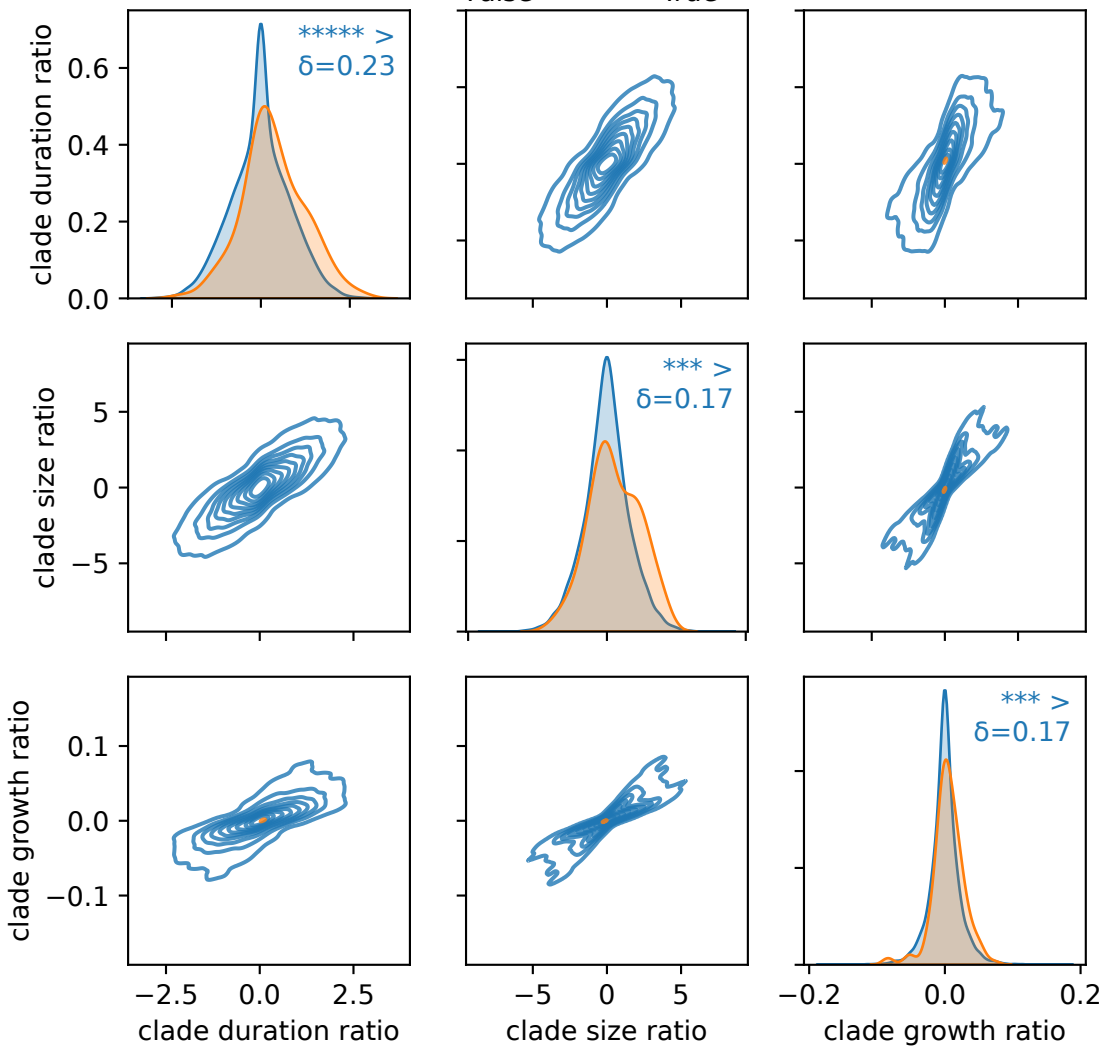 ***** >
δ=0.23
clade duration ratio
0.6
0.4
0.2
0.0
*** >
δ=0.17
clade size ratio
5
0
−5
*** >
δ=0.17
clade growth ratio
0.1
0.0
−0.1
−2.5 0.0 2.5
−5 0 5
−0.2 0.0 0.2
clade duration ratio
clade size ratio
clade growth ratio